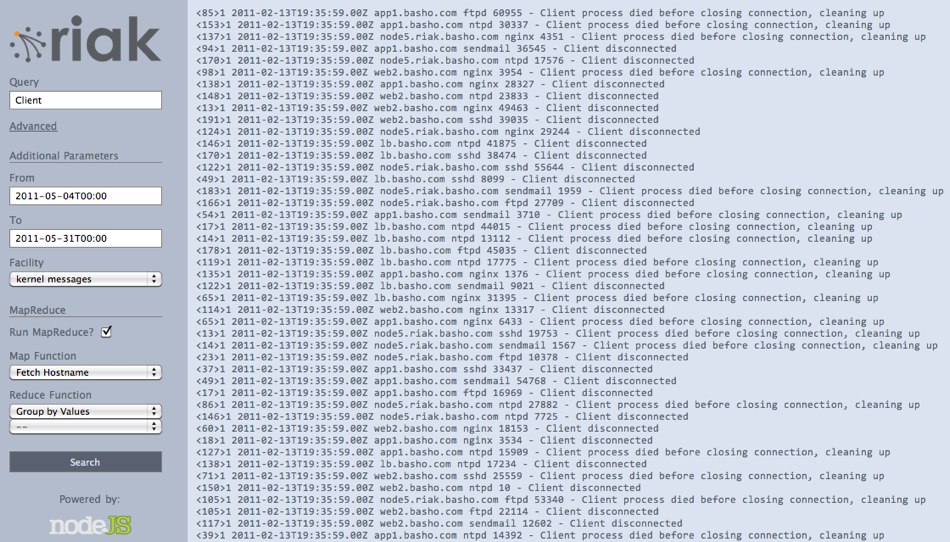 riak
Query
Client
Advanced
Additional Parameters
From
2011-05-04T00:00
To
2011-05-31T00:00
Facility
kernel messages
MapReduce
Run MapReduce?
Map Function
Fetch Hostname
Reduce Function
Group by Values
--
Search
Powered by:
nodeJS
<85>1 2011-02-13T19:35:59.00Z app1.basho.com ftpd 60955 - Client process died before closing connection, cleaning up
<153>1 2011-02-13T19:35:59.00Z app1.basho.com ntpd 30337 - Client process died before closing connection, cleaning up
<137>1 2011-02-13T19:35:59.00Z node5.riak.basho.com nginx 4351 - Client process died before closing connection, cleaning up
<94>1 2011-02-13T19:35:59.00Z app1.basho.com sendmail 36545 - Client disconnected
<170>1 2011-02-13T19:35:59.00Z node5.riak.basho.com ntpd 17576 - Client disconnected
<98>1 2011-02-13T19:35:59.00Z web2.basho.com nginx 3954 - Client process died before closing connection, cleaning up
<138>1 2011-02-13T19:35:59.00Z app1.basho.com nginx 28327 - Client disconnected
<148>1 2011-02-13T19:35:59.00Z web2.basho.com ntpd 23833 - Client disconnected
<13>1 2011-02-13T19:35:59.00Z web2.basho.com nginx 49463 - Client disconnected
<191>1 2011-02-13T19:35:59.00Z web2.basho.com sshd 39035 - Client disconnected
<124>1 2011-02-13T19:35:59.00Z node5.riak.basho.com nginx 29244 - Client disconnected
<146>1 2011-02-13T19:35:59.00Z lb.basho.com ntpd 41875 - Client disconnected
<170>1 2011-02-13T19:35:59.00Z lb.basho.com sshd 38474 - Client disconnected
<122>1 2011-02-13T19:35:59.00Z node5.riak.basho.com sshd 55644 - Client disconnected
<49>1 2011-02-13T19:35:59.00Z lb.basho.com sshd 8099 - Client disconnected
<183>1 2011-02-13T19:35:59.00Z node5.riak.basho.com sendmail 1959 - Client process died before closing connection, cleaning up
<166>1 2011-02-13T19:35:59.00Z node5.riak.basho.com ftpd 27709 - Client disconnected
<54>1 2011-02-13T19:35:59.00Z app1.basho.com sendmail 3710 - Client process died before closing connection, cleaning up
<17>1 2011-02-13T19:35:59.00Z lb.basho.com ntpd 44015 - Client process died before closing connection, cleaning up
<14>1 2011-02-13T19:35:59.00Z lb.basho.com ntpd 13112 - Client process died before closing connection, cleaning up
<178>1 2011-02-13T19:35:59.00Z lb.basho.com ftpd 45035 - Client disconnected
<119>1 2011-02-13T19:35:59.00Z lb.basho.com ntpd 17775 - Client process died before closing connection, cleaning up
<135>1 2011-02-13T19:35:59.00Z app1.basho.com nginx 1376 - Client process died before closing connection, cleaning up
<122>1 2011-02-13T19:35:59.00Z lb.basho.com sendmail 9021 - Client disconnected
<65>1 2011-02-13T19:35:59.00Z lb.basho.com nginx 31395 - Client process died before closing connection, cleaning up
<114>1 2011-02-13T19:35:59.00Z web2.basho.com nginx 13317 - Client disconnected
<65>1 2011-02-13T19:35:59.00Z app1.basho.com nginx 6433 - Client process died before closing connection, cleaning up
<13>1 2011-02-13T19:35:59.00Z node5.riak.basho.com sshd 19753 - Client process died before closing connection, cleaning up
<14>1 2011-02-13T19:35:59.00Z node5.riak.basho.com sendmail 1567 - Client process died before closing connection, cleaning up
<23>1 2011-02-13T19:35:59.00Z node5.riak.basho.com ftpd 10378 - Client disconnected
<37>1 2011-02-13T19:35:59.00Z app1.basho.com sshd 33437 - Client disconnected
<49>1 2011-02-13T19:35:59.00Z app1.basho.com sendmail 54768 - Client disconnected
<17>1 2011-02-13T19:35:59.00Z app1.basho.com ftpd 16969 - Client disconnected
<86>1 2011-02-13T19:35:59.00Z node5.riak.basho.com ntpd 27882 - Client process died before closing connection, cleaning up
<146>1 2011-02-13T19:35:59.00Z node5.riak.basho.com ntpd 7725 - Client disconnected
<60>1 2011-02-13T19:35:59.00Z web2.basho.com nginx 18153 - Client disconnected
<18>1 2011-02-13T19:35:59.00Z app1.basho.com nginx 3534 - Client disconnected
<127>1 2011-02-13T19:35:59.00Z app1.basho.com ntpd 15909 - Client process died before closing connection, cleaning up
<138>1 2011-02-13T19:35:59.00Z lb.basho.com ntpd 17234 - Client disconnected
<71>1 2011-02-13T19:35:59.00Z web2.basho.com sshd 25559 - Client process died before closing connection, cleaning up
<150>1 2011-02-13T19:35:59.00Z web2.basho.com ntpd 10 - Client disconnected
<105>1 2011-02-13T19:35:59.00Z node5.riak.basho.com ftpd 53340 - Client process died before closing connection, cleaning up
<105>1 2011-02-13T19:35:59.00Z web2.basho.com ftpd 22114 - Client disconnected
<117>1 2011-02-13T19:35:59.00Z web2.basho.com sendmail 12602 - Client disconnected
<39>1 2011-02-13T19:35:59.00Z app1.basho.com ntpd 14392 - Client process died before closing connection, cleaning up